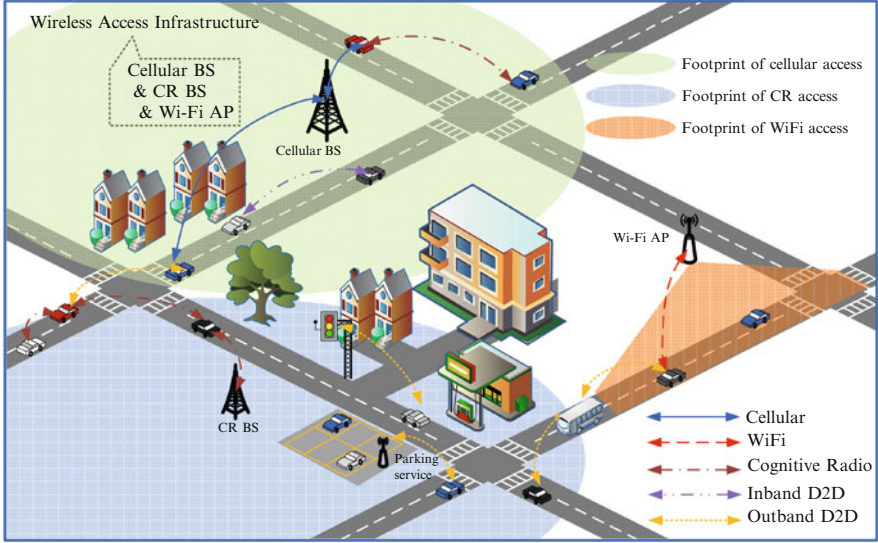 Wireless Access Infrastructure
Cellular BS
& CR BS
& Wi-Fi AP
Cellular BS
Footprint of cellular access
Footprint of CR access
Footprint of WiFi access
Wi-Fi AP
CR BS
Parking
service
Cellular
WiFi
Cognitive Radio
Inband D2D
Outband D2D